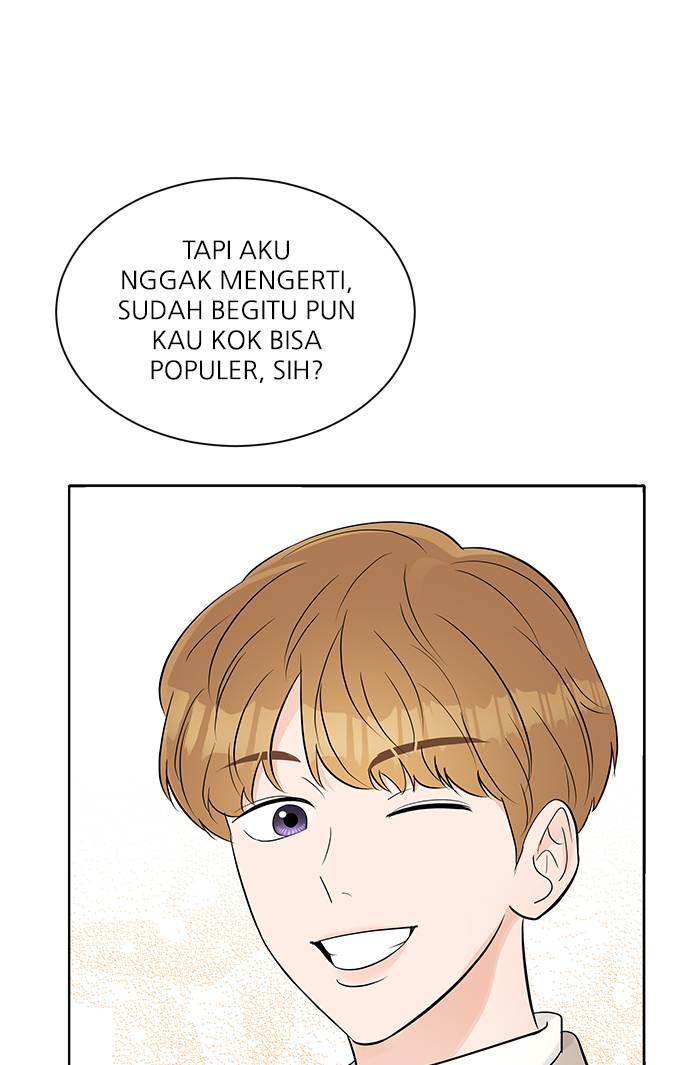 TAPI AKU
NGGAK MENGERTI,
SUDAH BEGITU PUN
KAU KOK BISA
POPULER, SIH?